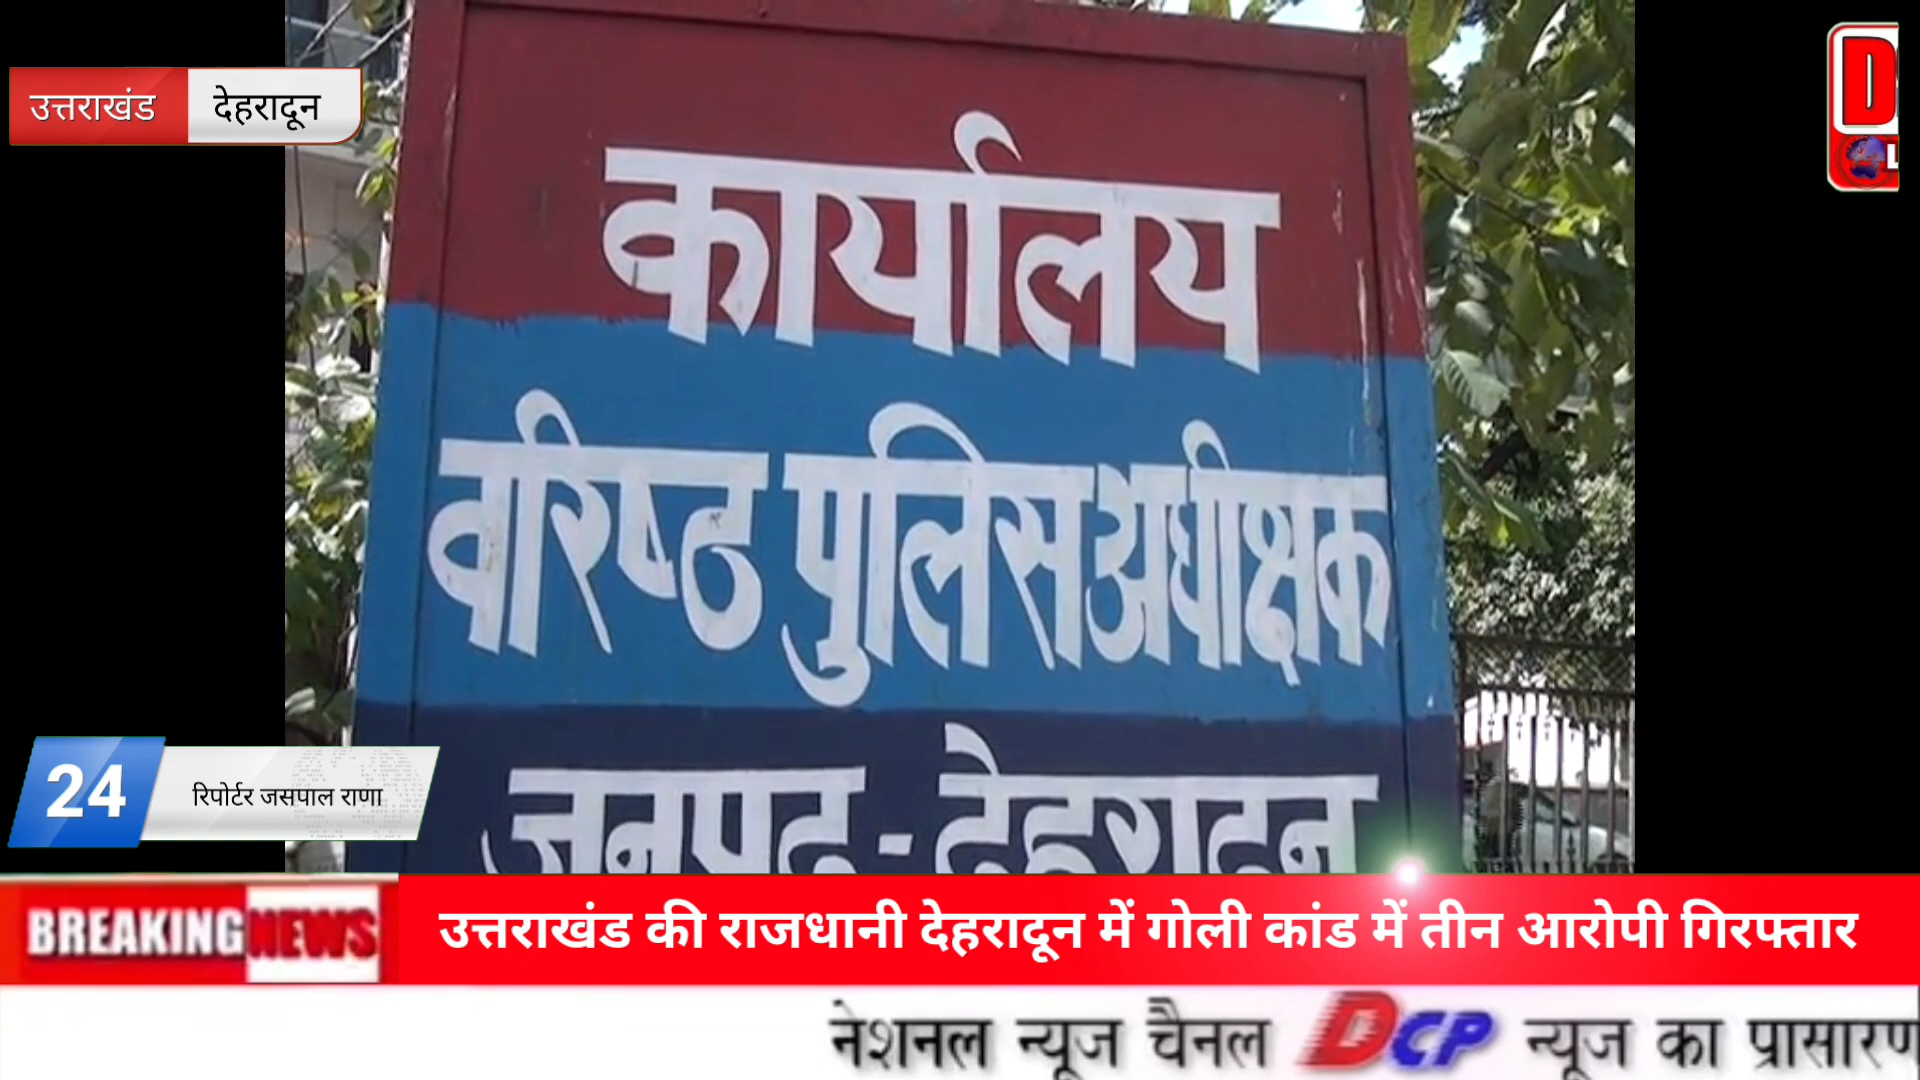 उत्तराखंड देहरादून
कार्यालय
वरिष्ठ पुलिस अधीक्षक
जनपद - देहरादून
24 रिपोर्टर जसपाल राणा
BREAKING NEWS उत्तराखंड की राजधानी देहरादून में गोली कांड में तीन आरोपी गिरफ्तार
नेशनल न्यूज चैनल DCP न्यूज का प्रासारण